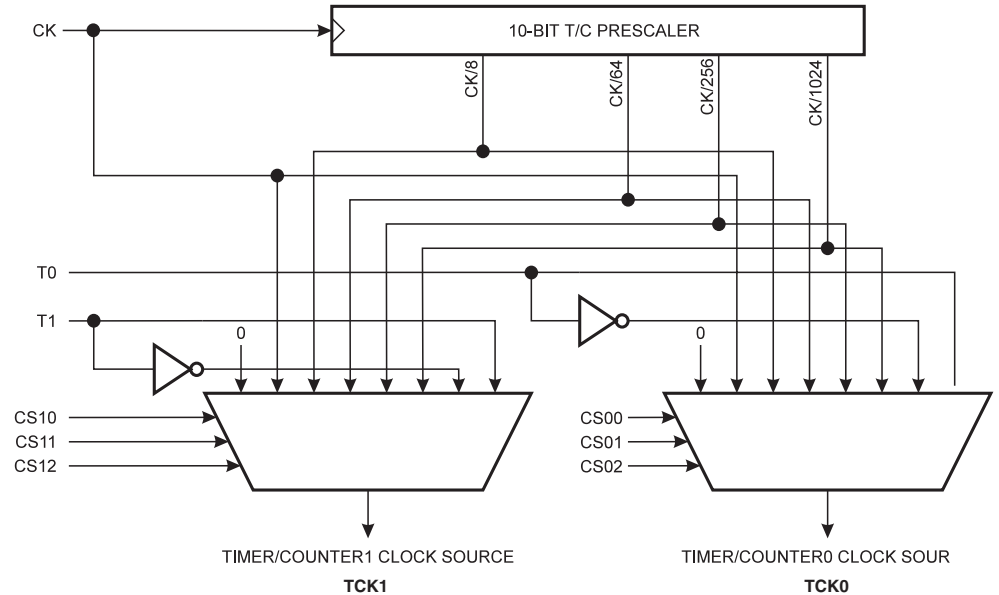 CK
10-BIT T/C PRESCALER
CK/8
CK/64
CK/256
CK/1024
T0
T1
0
0
CS10
CS11
CS12
CS00
CS01
CS02
TIMER/COUNTER1 CLOCK SOURCE
TCK1
TIMER/COUNTER0 CLOCK SOUR
TCK0